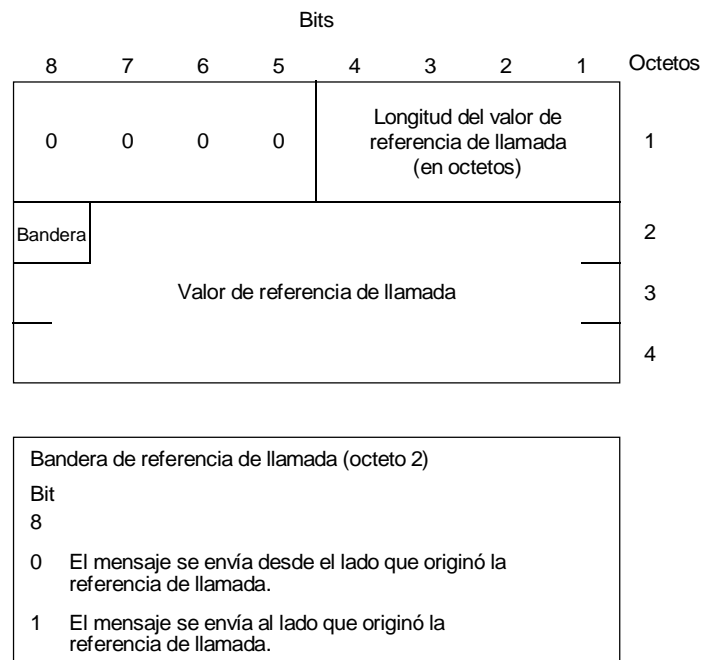 Bits
8 7 6 5 4 3 2 1 Octetos
0 0 0 0 Longitud del valor de
referencia de llamada
(en octetos) 1
Bandera 2
Valor de referencia de llamada 3
4
Bandera de referencia de llamada (octeto 2)
Bit
8
0 El mensaje se envía desde el lado que originó la
referencia de llamada.
1 El mensaje se envía al lado que originó la
referencia de llamada.